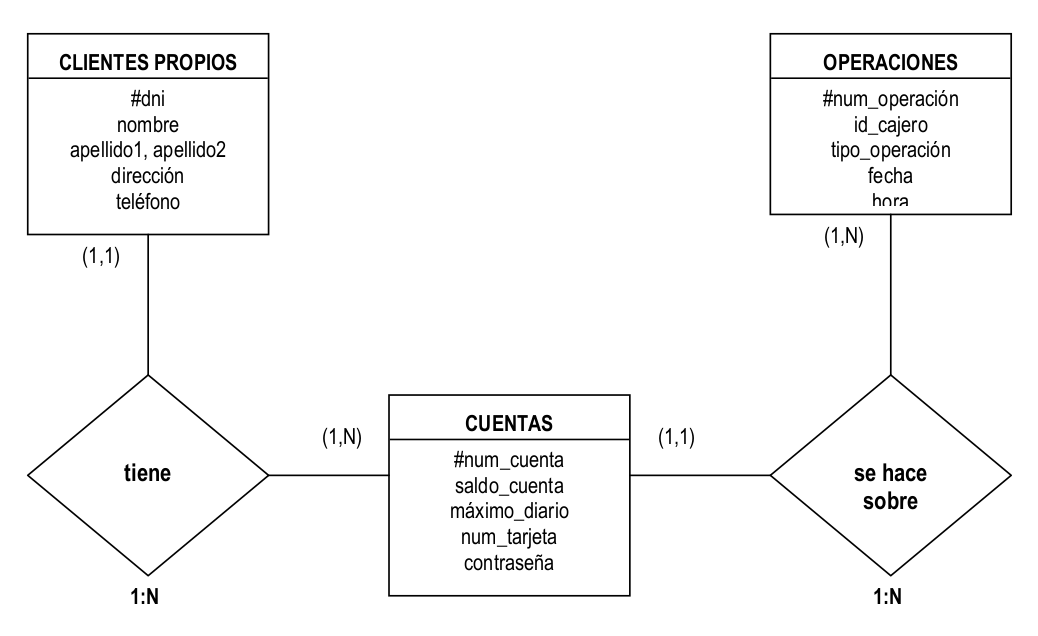 CLIENTES PROPIOS
#dni
nombre
apellido1, apellido2
dirección
teléfono
(1,1)
tiene
1:N
(1,N)
CUENTAS
#num_cuenta
saldo_cuenta
máximo_diario
num_tarjeta
contraseña
(1,1)
OPERACIONES
#num_operación
id_cajero
tipo_operación
fecha
hora
(1,N)
se hace
sobre
1:N